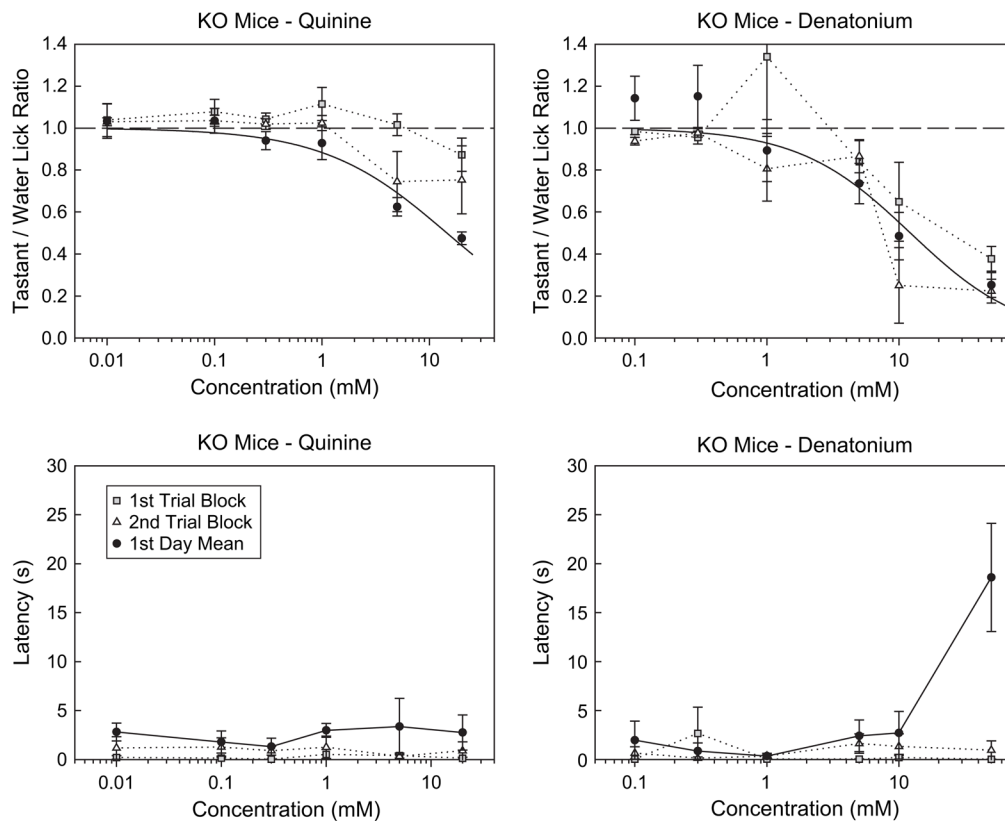 KO Mice - Quinine
1.4
1.2
1.0
0.8
0.6
0.4
0.2
0.0
Tastant / Water Lick Ratio
0.01 0.1 1 10
Concentration (mM)
KO Mice - Denatonium
1.4
1.2
1.0
0.8
0.6
0.4
0.2
0.0
Tastant / Water Lick Ratio
0.1 1 10
Concentration (mM)
KO Mice - Quinine
30
25
20
15
10
5
0
Latency (s)
1st Trial Block
2nd Trial Block
1st Day Mean
0.01 0.1 1 10
Concentration (mM)
KO Mice - Denatonium
30
25
20
15
10
5
0
Latency (s)
0.1 1 10
Concentration (mM)